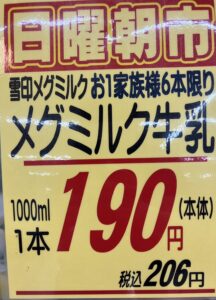 日曜朝市
雪印メグミルク お1家族様6本限り
メグミルク牛乳
1000ml
1本
190円
(本体)
税込206円